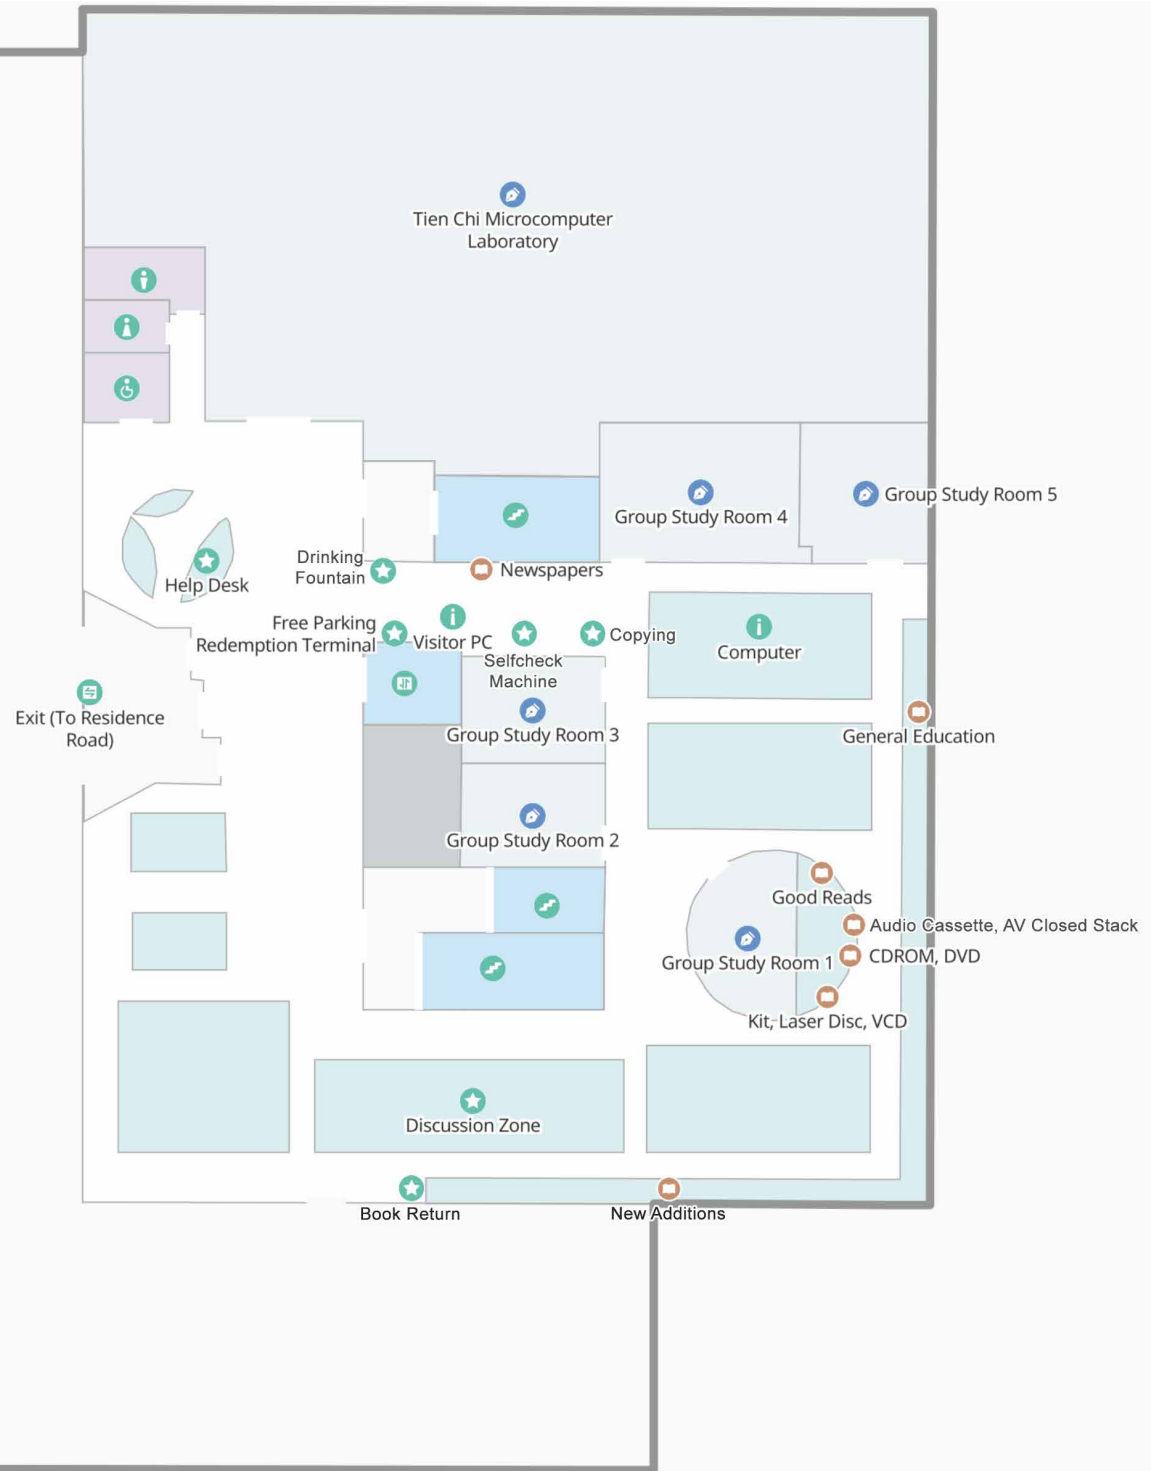 Tien Chi Microcomputer
Laboratory
Group Study Room 4
Group Study Room 5
Drinking
Fountain
Newspapers
Help Desk
Free Parking
Redemption Terminal
Visitor PC
Selfcheck
Machine
Copying
Computer
Exit (To Residence
Road)
Group Study Room 3
General Education
Group Study Room 2
Good Reads
Audio Cassette, AV Closed Stack
Group Study Room 1
CDROM, DVD
Kit, Laser Disc, VCD
Discussion Zone
Book Return
New Additions